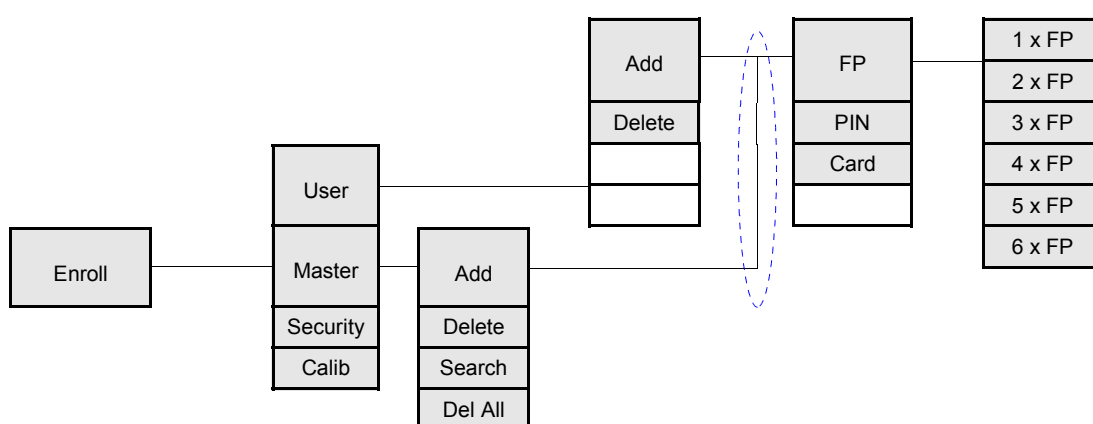 Enroll
User
Master
Security
Calib
Add
Delete
Search
Del All
Add
Delete
FP
PIN
Card
1 x FP
2 x FP
3 x FP
4 x FP
5 x FP
6 x FP